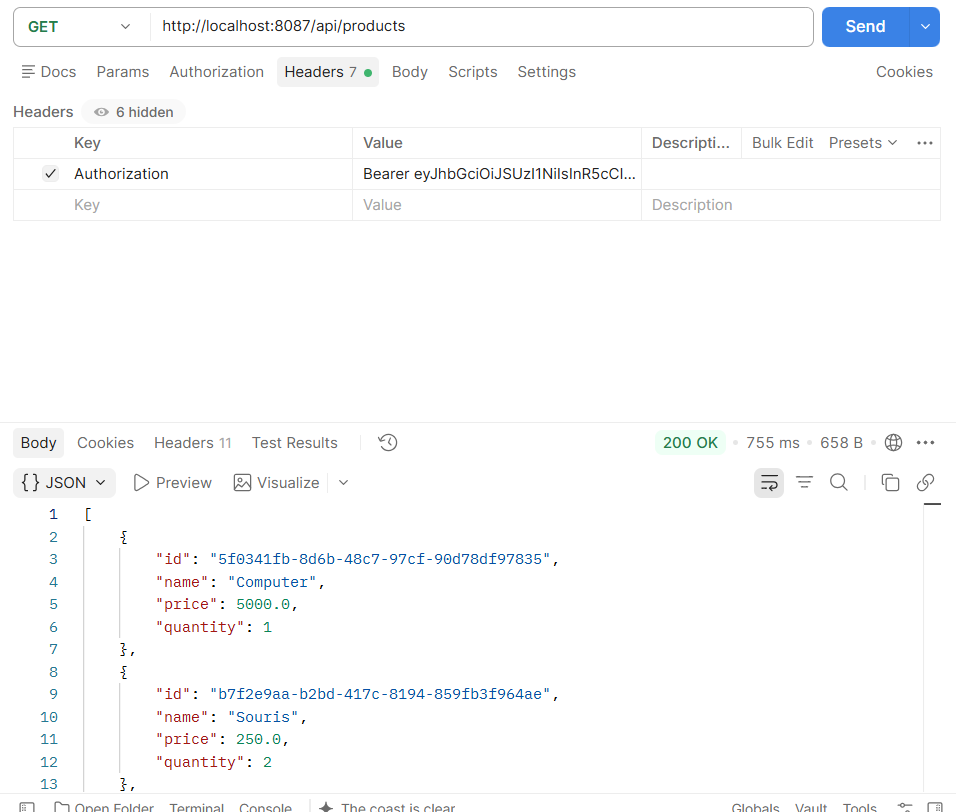 GET http://localhost:8087/api/products Send
Docs Params Authorization Headers 7 Body Scripts Settings Cookies
Headers 6 hidden
Key Value Descripti... Bulk Edit Presets
Authorization Bearer eyJhbGciOiJSUzI1NiIsInR5cCI...
Key Value Description
Body Cookies Headers 11 Test Results 200 OK 755 ms 658 B
{} JSON Preview Visualize
1 [
2 {
3 "id": "5f0341fb-8d6b-48c7-97cf-90d78df97835",
4 "name": "Computer",
5 "price": 5000.0,
6 "quantity": 1
7 },
8 {
9 "id": "b7f2e9aa-b2bd-417c-8194-859fb3f964ae",
10 "name": "Souris",
11 "price": 250.0,
12 "quantity": 2
13 },
Open Folder Terminal Console The coast is clear Globals Vault Tools